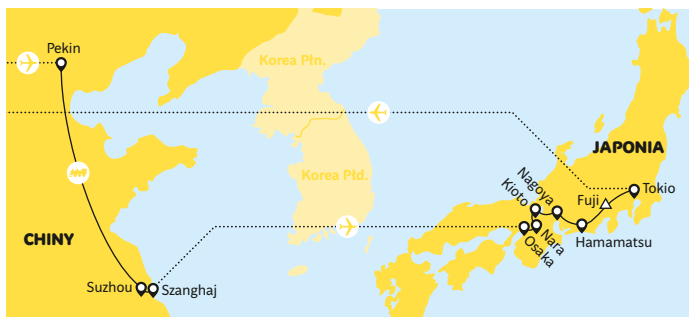 Pekin
Korea Płn.
JAPONIA
Korea Płd.
Nagoya
Kioto
Fuji
Tokio
Nara
Osaka
Hamamatsu
CHINY
Suzhou
Szanghaj